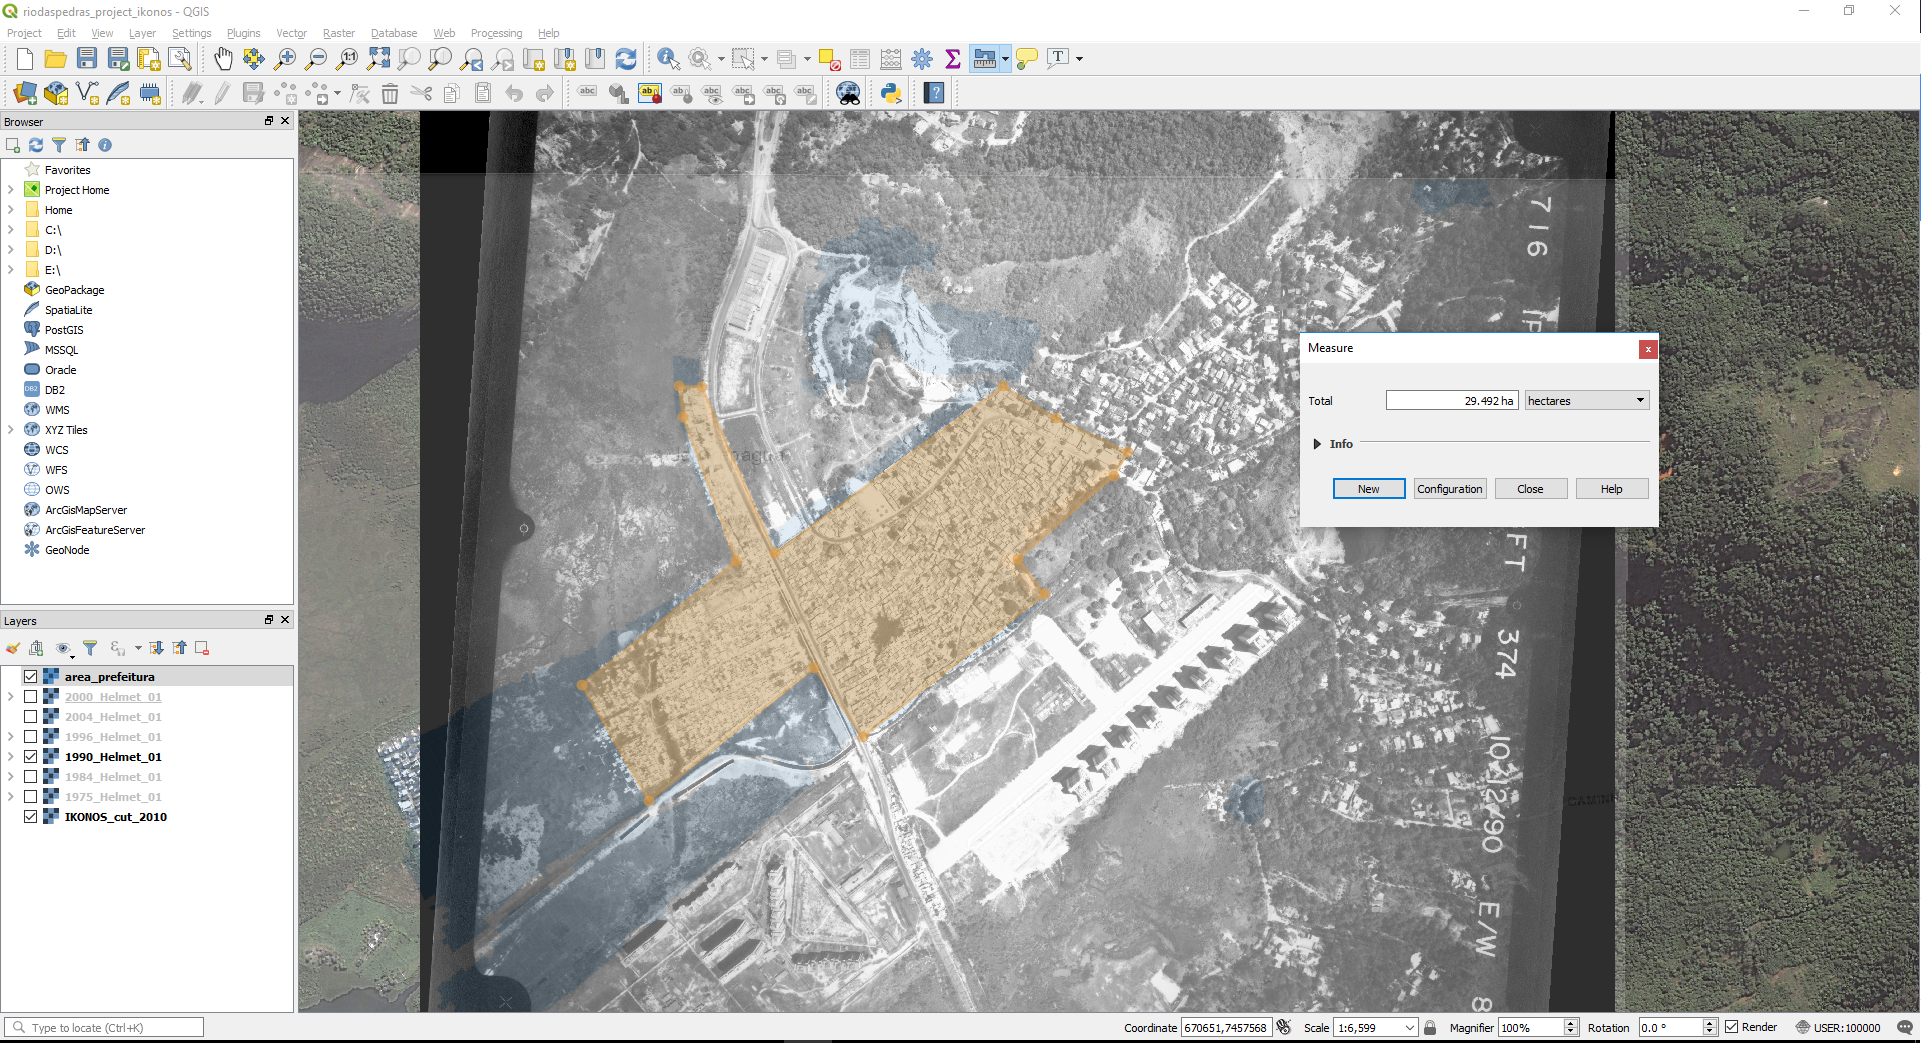 riodaspedras_project_ikonos - QGIS
Project Edit View Layer Settings Plugins Vector Raster Database Web Processing Help
Browser
Favorites
Project Home
Home
C:\
D:\
E:\
GeoPackage
SpatiaLite
PostGIS
MSSQL
Oracle
DB2
WMS
XYZ Tiles
WCS
WFS
OWS
ArcGisMapServer
ArcGisFeatureServer
GeoNode
Layers
area_prefeitura
2000_Helmet_01
2004_Helmet_01
1996_Helmet_01
1990_Helmet_01
1984_Helmet_01
1975_Helmet_01
IKONOS_cut_2010
716
FT 374
10-12-90
E/W 8
Measure
Total 29.492 ha hectares
Info
New Configuration Close Help
Type to locate (Ctrl+K)
Coordinate 670651,7457568 Scale 1:6,599 Magnifier 100% Rotation 0.0 ° Render USER:100000